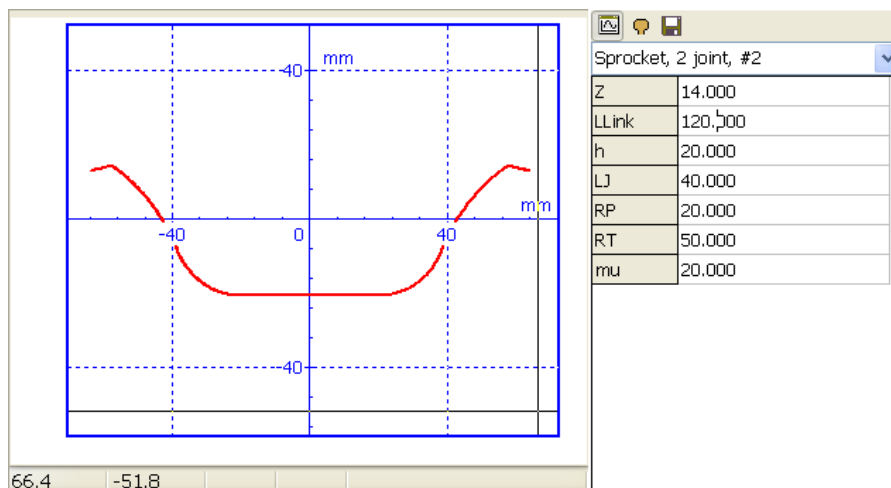 Sprocket, 2 joint, #2
40 mm
mm
-40 0 40
-40
Z 14.000
LLink 120.000
h 20.000
LJ 40.000
RP 20.000
RT 50.000
mu 20.000
66.4 -51.8